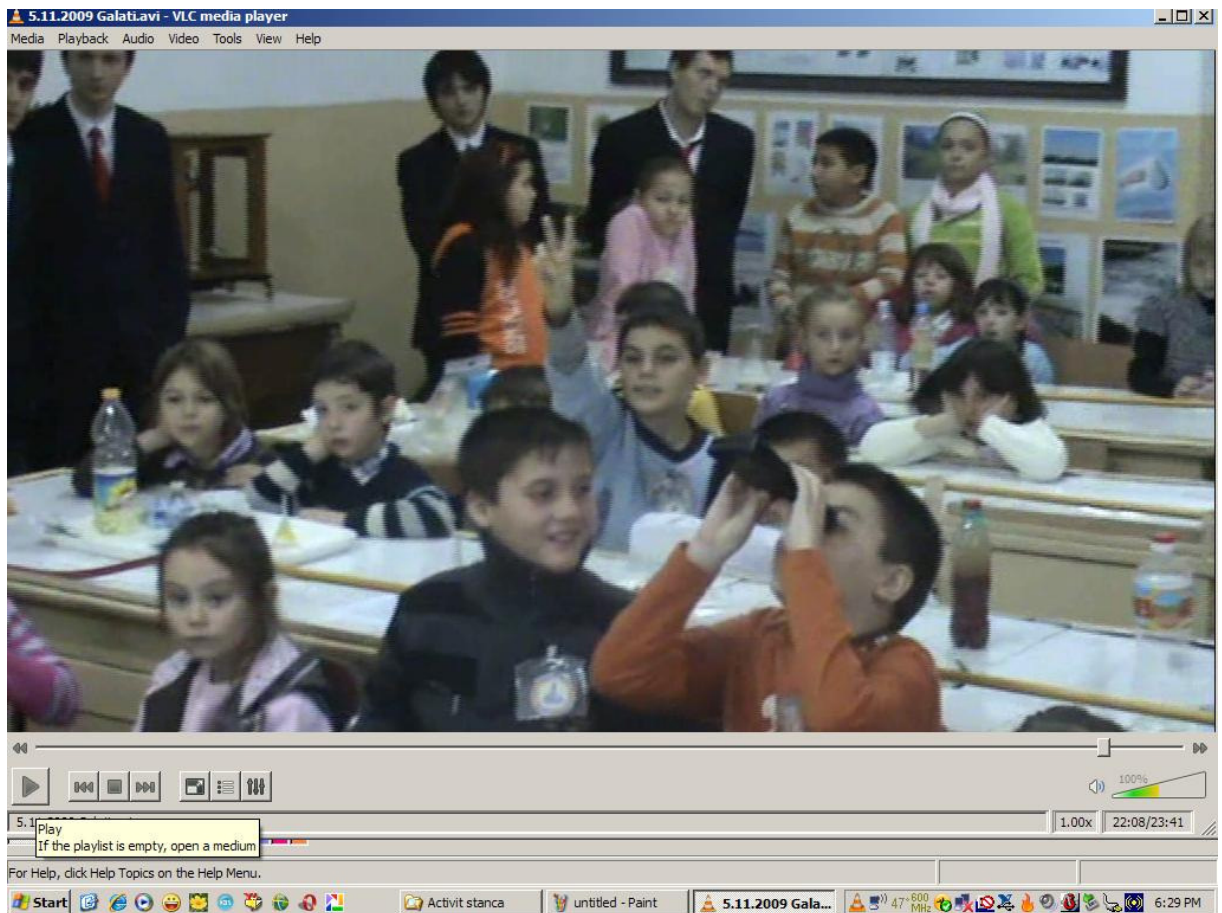 5.11.2009 Galati.avi - VLC media player
Media Playback Audio Video Tools View Help
100%
5.1
1.00x 22:08/23:41
Play
If the playlist is empty, open a medium
For Help, click Help Topics on the Help Menu.
Start Activit stanca untitled - Paint 5.11.2009 Gala... 47° 600 MHz 6:29 PM